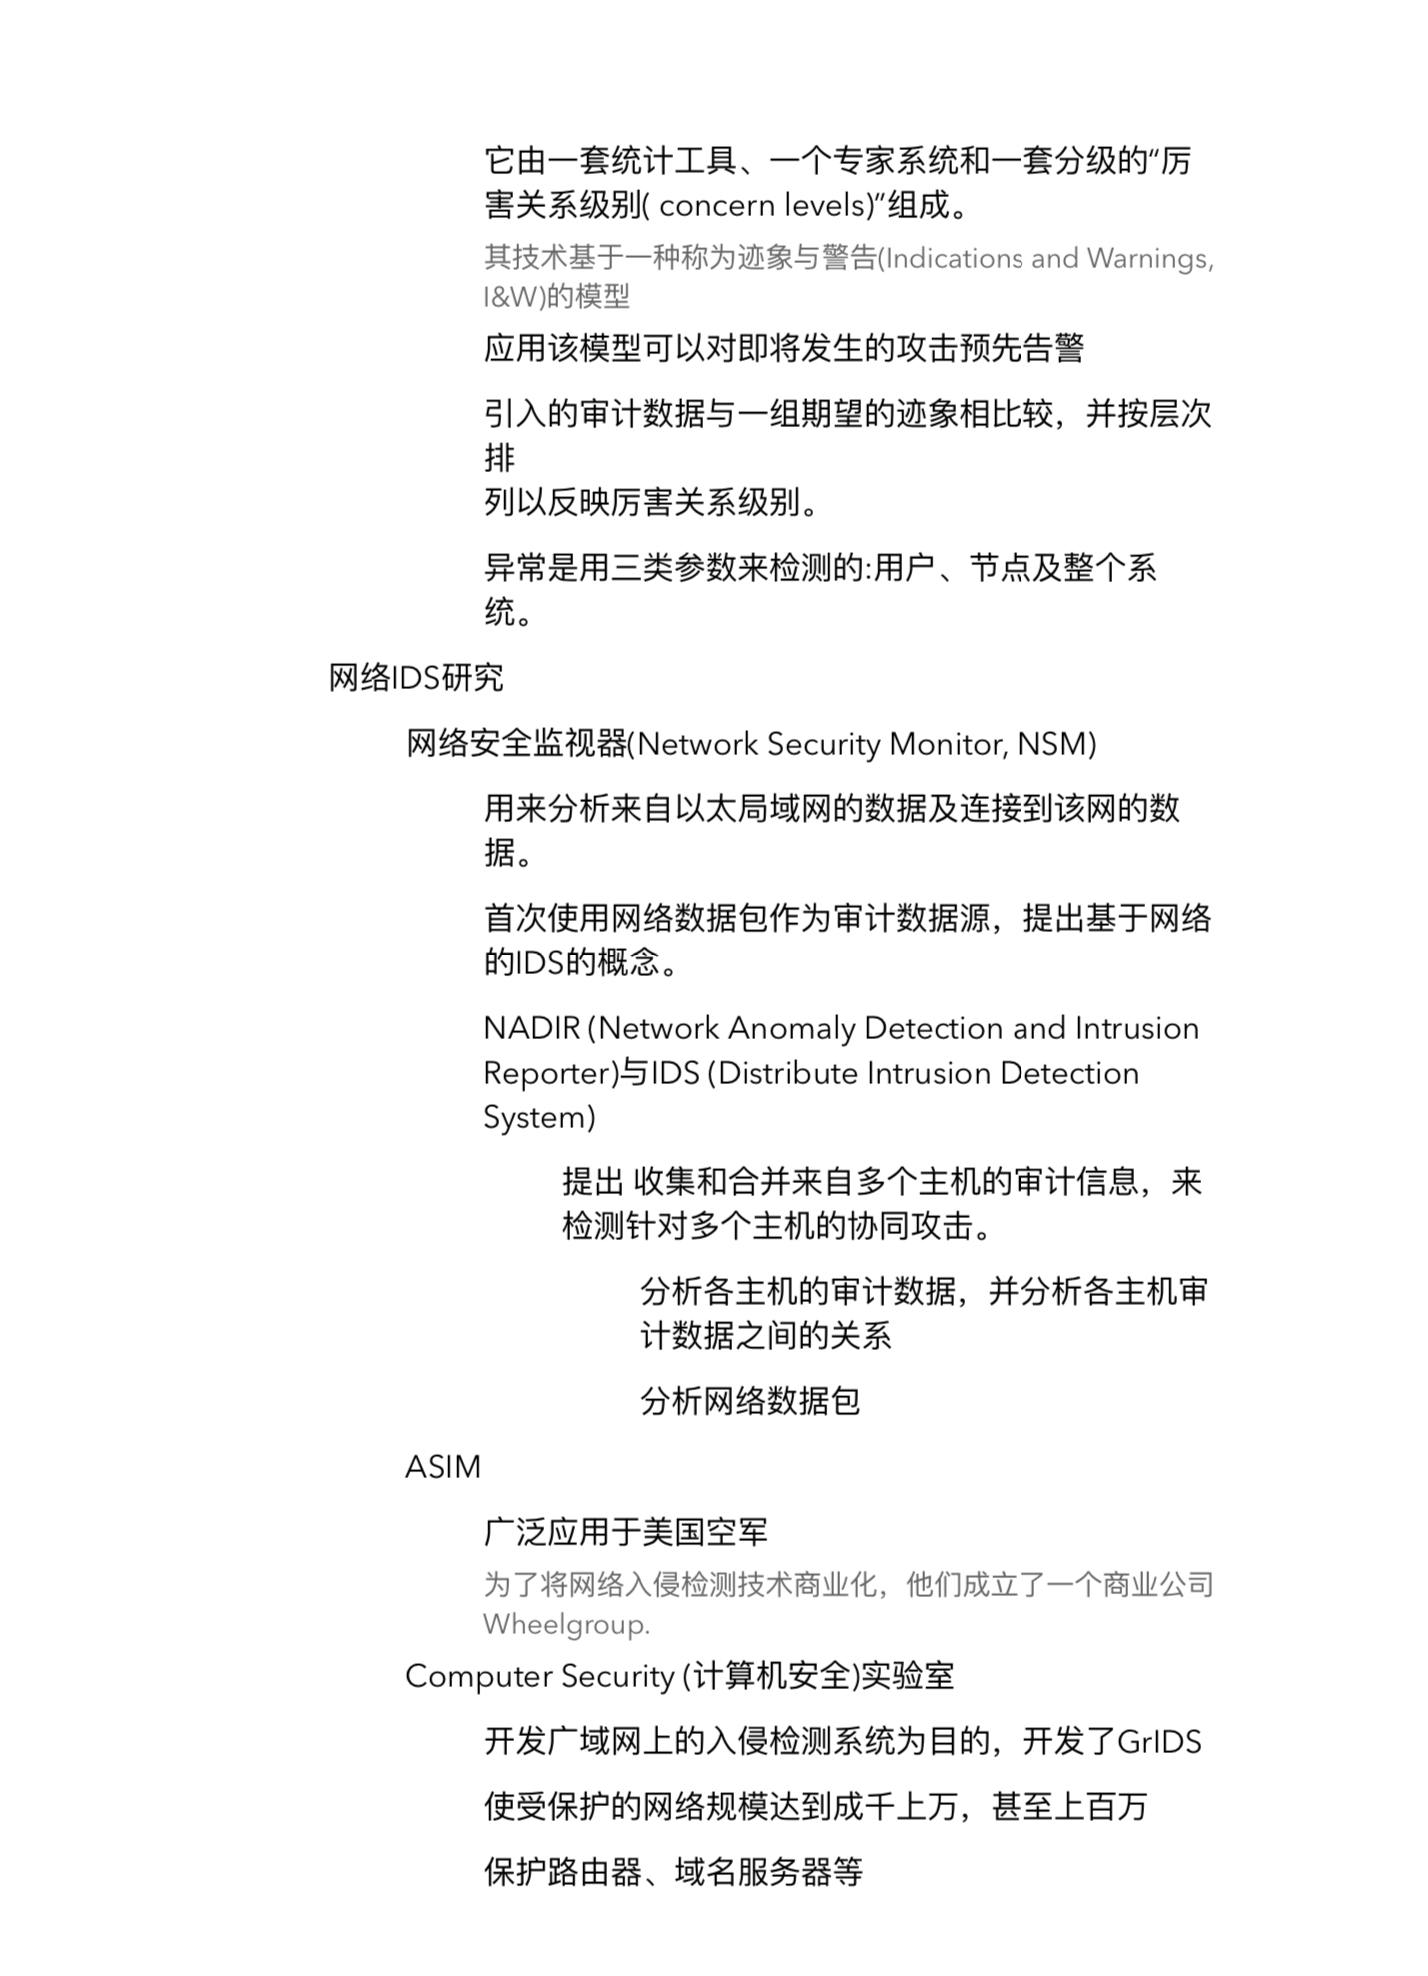 它由一套统计工具、一个专家系统和一套分级的“厉
害关系级别( concern levels)”组成。
其技术基于一种称为迹象与警告(Indications and Warnings,
I&W)的模型
应用该模型可以对即将发生的攻击预先告警
引入的审计数据与一组期望的迹象相比较，并按层次
排
列以反映厉害关系级别。
异常是用三类参数来检测的:用户、节点及整个系
统。
网络IDS研究
网络安全监视器(Network Security Monitor, NSM)
用来分析来自以太局域网的数据及连接到该网的数
据。
首次使用网络数据包作为审计数据源，提出基于网络
的IDS的概念。
NADIR (Network Anomaly Detection and Intrusion
Reporter)与IDS (Distribute Intrusion Detection
System)
提出 收集和合并来自多个主机的审计信息，来
检测针对多个主机的协同攻击。
分析各主机的审计数据，并分析各主机审
计数据之间的关系
分析网络数据包
ASIM
广泛应用于美国空军
为了将网络入侵检测技术商业化，他们成立了一个商业公司
Wheelgroup.
Computer Security (计算机安全)实验室
开发广域网上的入侵检测系统为目的，开发了GrIDS
使受保护的网络规模达到成千上万，甚至上百万
保护路由器、域名服务器等